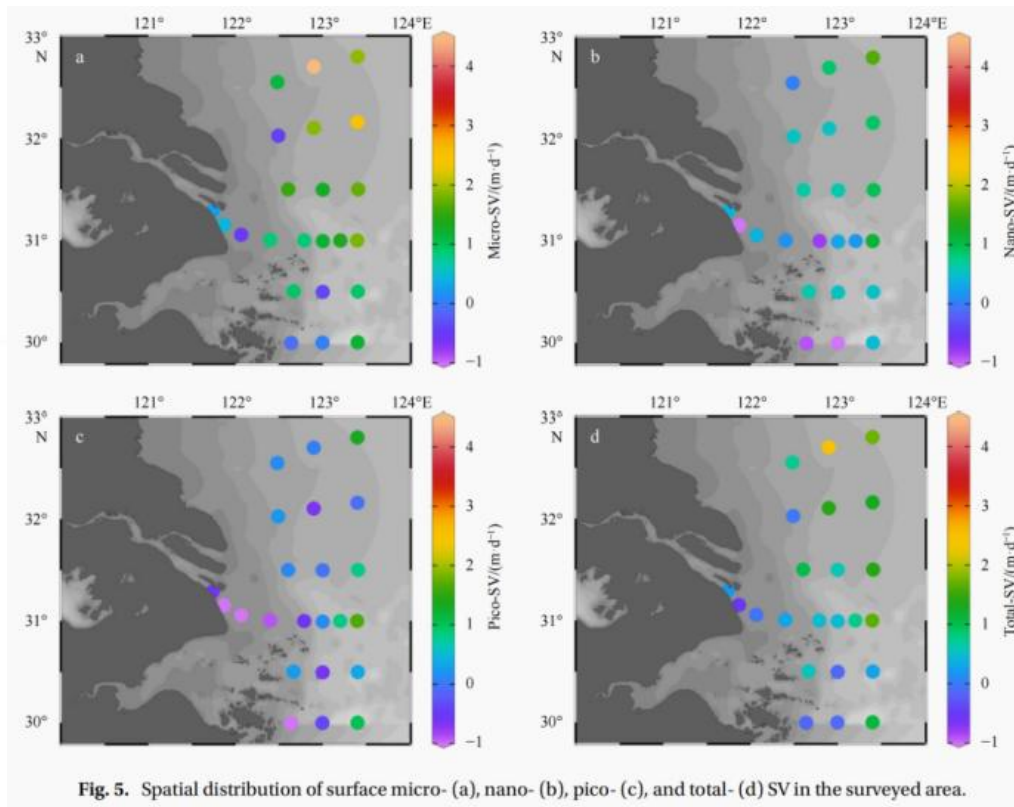 121° 122° 123° 124°E
121° 122° 123° 124°E
33°
N
a
4
33°
N
b
4
32°
3
32°
3
2
2
31°
1
31°
1
0
0
30°
−1
30°
−1
Micro-SV/(m·d⁻¹)
Nano-SV/(m·d⁻¹)
121° 122° 123° 124°E
121° 122° 123° 124°E
33°
N
c
4
33°
N
d
4
32°
3
32°
3
2
2
31°
1
31°
1
0
0
30°
−1
30°
−1
Pico-SV/(m·d⁻¹)
Total-SV/(m·d⁻¹)
Fig. 5. Spatial distribution of surface micro- (a), nano- (b), pico- (c), and total- (d) SV in the surveyed area.